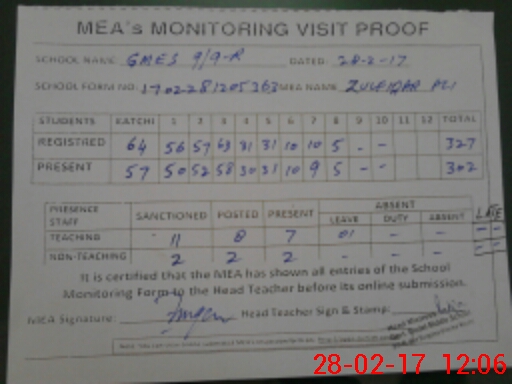 MEA's MONITORING VISIT PROOF
SCHOOL NAME: GMES 9/9-R DATED: 28-2-17
SCHOOL FORM NO: MEA NAME: ZULFIQAR ALI
STUDENTS KATCHI 1 2 3 4 5 6 7 8 9 10 11 12 TOTAL
REGISTRED 64 56 57 63 31 31 10 10 5 - - 327
PRESENT 57 50 52 58 30 31 10 9 5 - - 302
PRESENCE STAFF SANCTIONED POSTED PRESENT ABSENT LATE
LEAVE DUTY ABSENT
TEACHING 11 8 7 01 - - -
NON-TEACHING 2 2 2 - - - -
It is certified that the MEA has shown all entries of the School
Monitoring Form to the Head Teacher before its online submission.
MEA Signature: Head Teacher Sign & Stamp:
28-02-17 12:06